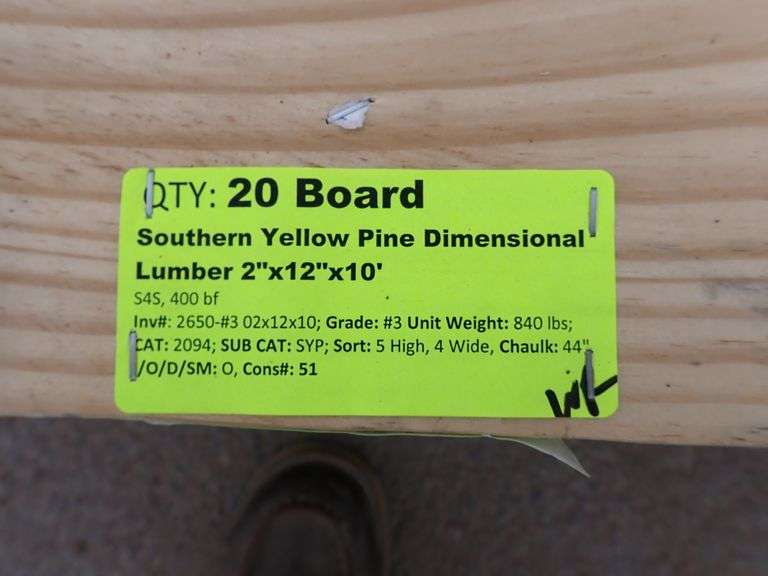 QTY: 20 Board
Southern Yellow Pine Dimensional
Lumber 2"x12"x10'
S4S, 400 bf
Inv#: 2650-#3 02x12x10; Grade: #3 Unit Weight: 840 lbs;
CAT: 2094; SUB CAT: SYP; Sort: 5 High, 4 Wide, Chaulk: 44"
/O/D/SM: O, Cons#: 51